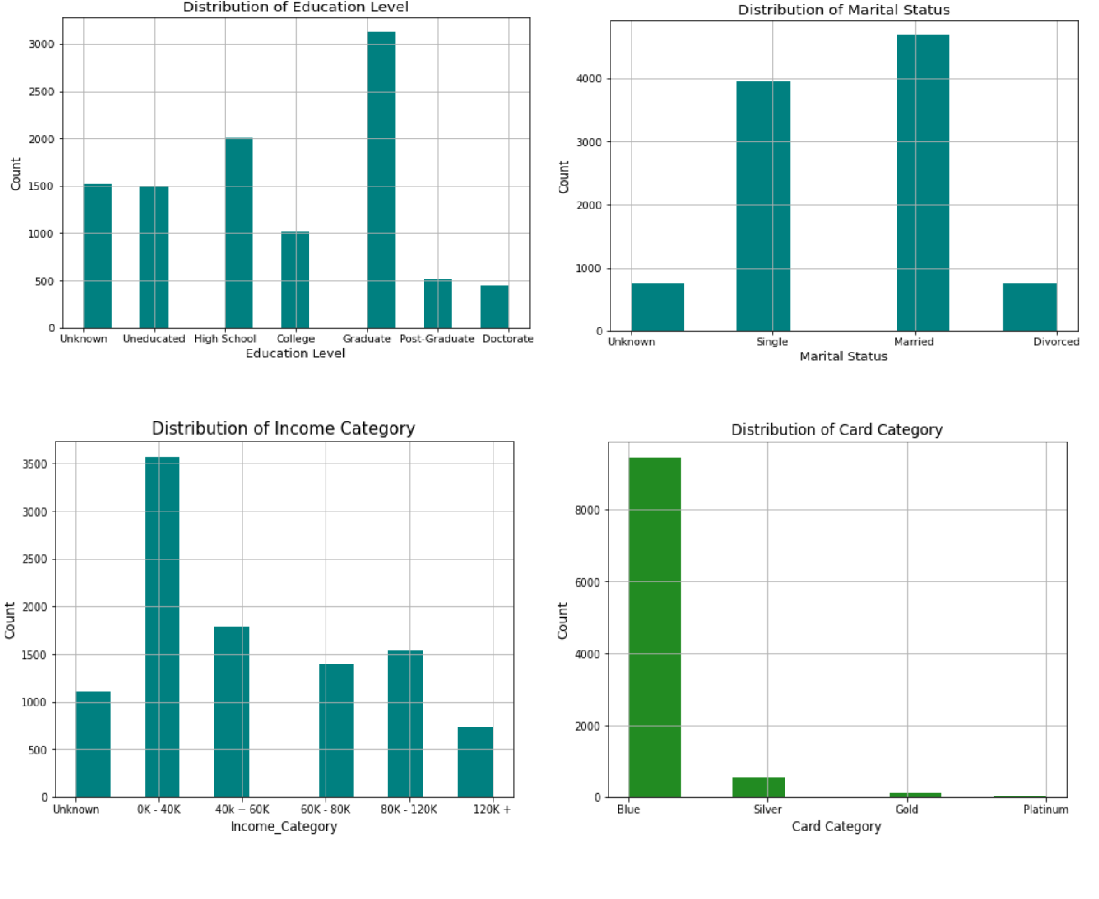 Distribution of Education Level
3000
2500
2000
1500
1000
500
0
Count
Unknown Uneducated High School College Graduate Post-Graduate Doctorate
Education Level
Distribution of Marital Status
4000
3000
2000
1000
0
Count
Unknown Single Married Divorced
Marital Status
Distribution of Income Category
3500
3000
2500
2000
1500
1000
500
0
Count
Unknown 0K - 40K 40k - 60K 60K - 80K 80K - 120K 120K +
Income_Category
Distribution of Card Category
8000
6000
4000
2000
0
Count
Blue Silver Gold Platinum
Card Category